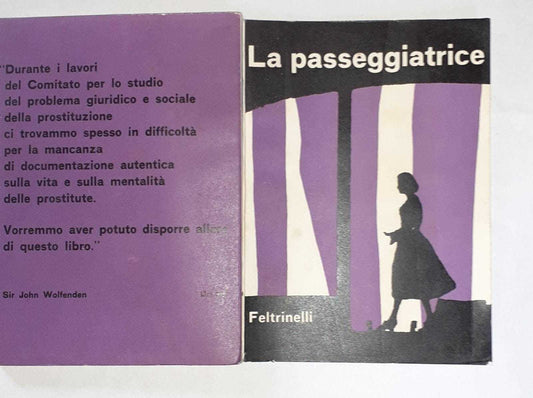 "Durante i lavori
del Comitato per lo studio
del problema giuridico e sociale
della prostituzione
ci trovammo spesso in difficoltà
per la mancanza
di documentazione autentica
sulla vita e sulla mentalità
delle prostitute.
Vorremmo aver potuto disporre allora
di questo libro."
Sir John Wolfenden
La passeggiatrice
Feltrinelli